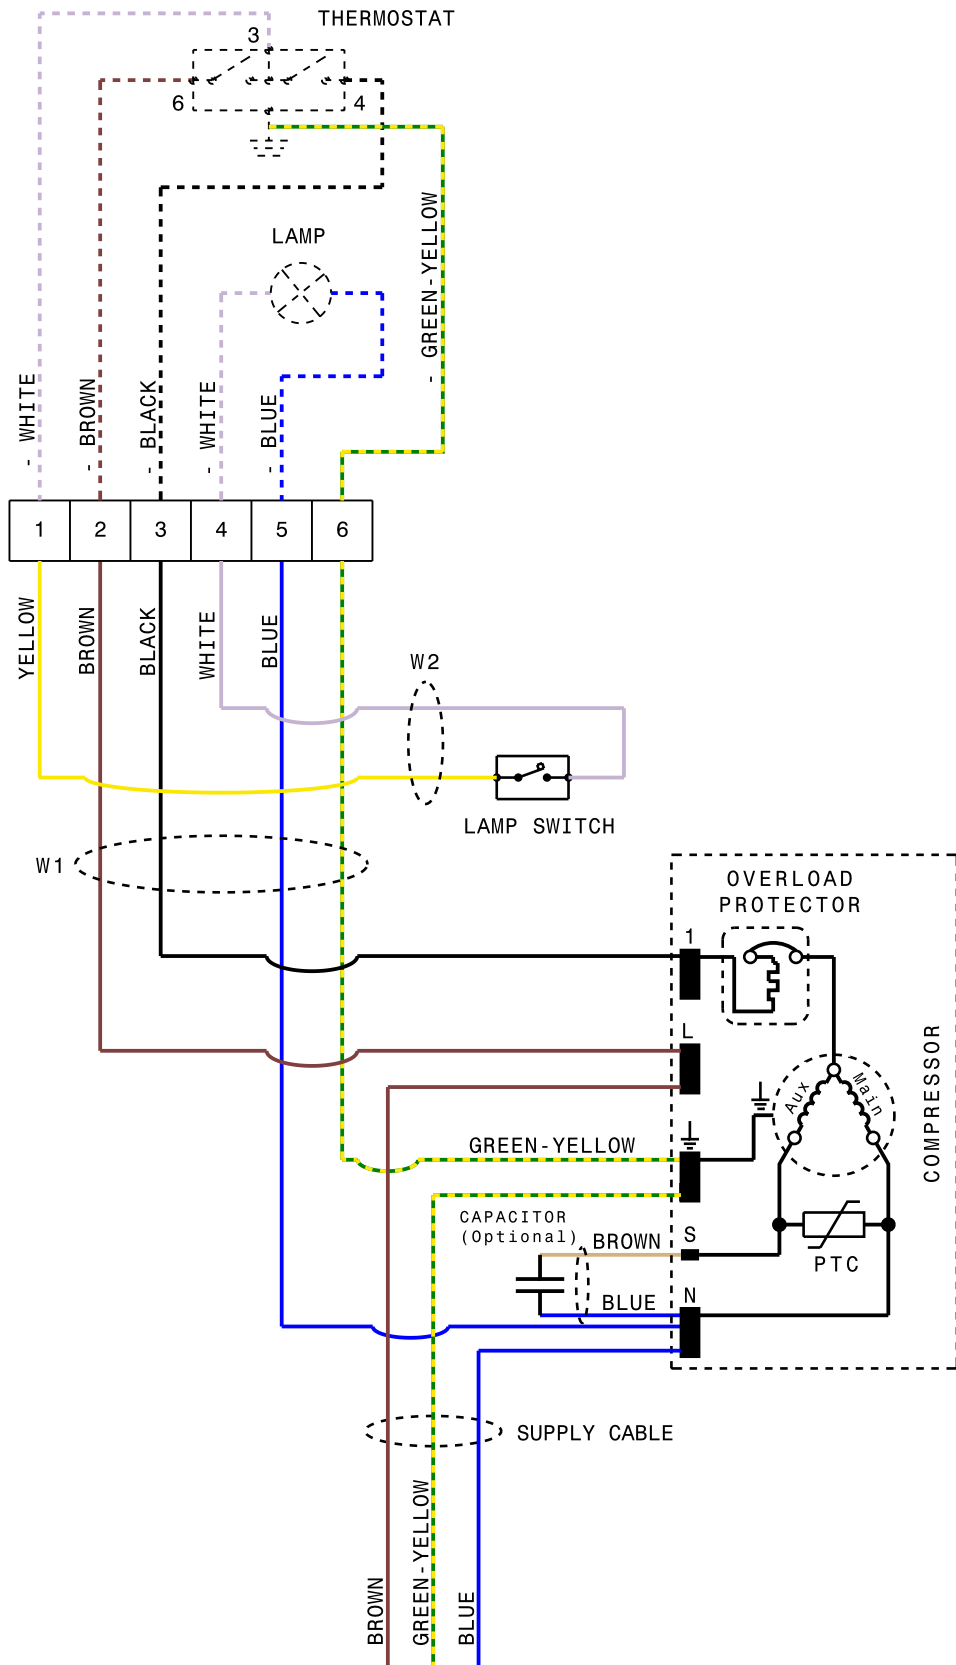 THERMOSTAT
3
6
4
LAMP
- GREEN-YELLOW
- WHITE
- BROWN
- BLACK
- WHITE
- BLUE
1
2
3
4
5
6
YELLOW
BROWN
BLACK
WHITE
BLUE
W2
LAMP SWITCH
W1
OVERLOAD
PROTECTOR
1
L
COMPRESSOR
Aux
Main
GREEN-YELLOW
CAPACITOR
(Optional)
BROWN
S
PTC
BLUE
N
SUPPLY CABLE
BROWN
GREEN-YELLOW
BLUE